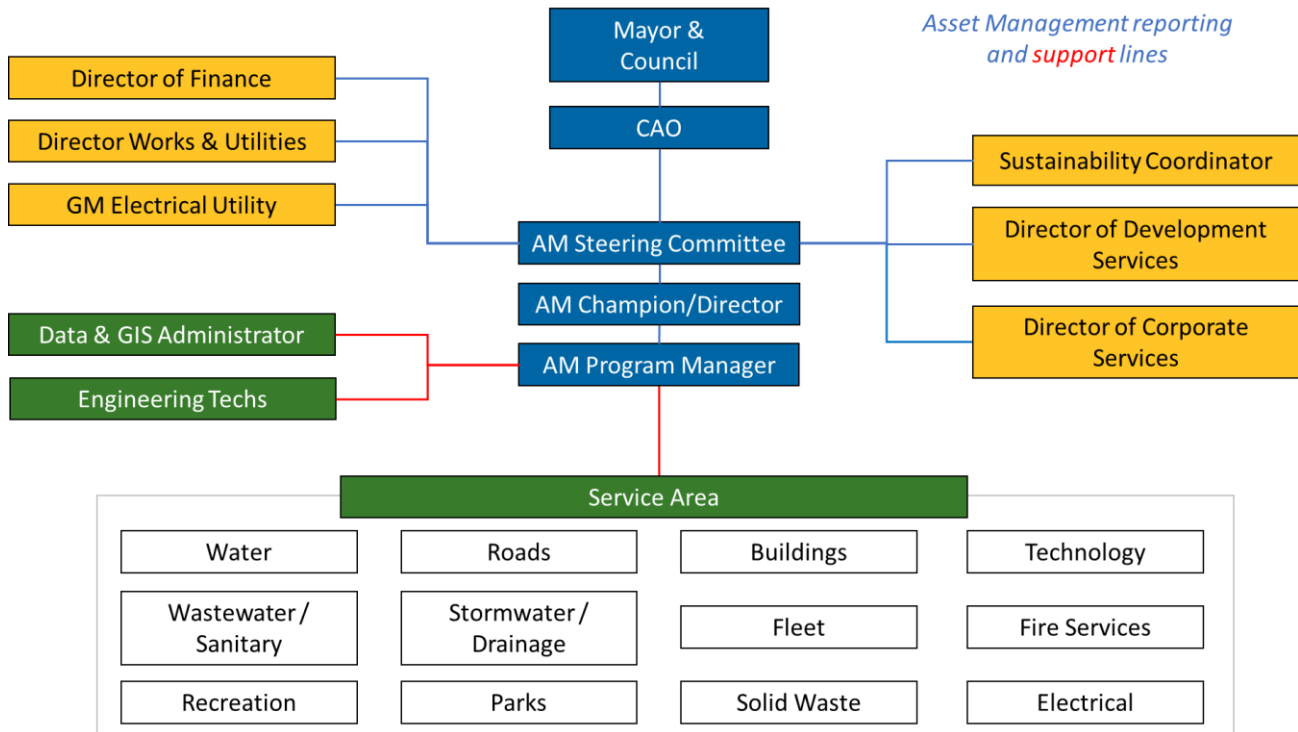 Mayor &
Council
Asset Management reporting
and support lines
Director of Finance
Director Works & Utilities
GM Electrical Utility
CAO
Sustainability Coordinator
Director of Development
Services
Director of Corporate
Services
AM Steering Committee
AM Champion/Director
AM Program Manager
Data & GIS Administrator
Engineering Techs
Service Area
Water
Roads
Buildings
Technology
Wastewater /
Sanitary
Stormwater /
Drainage
Fleet
Fire Services
Recreation
Parks
Solid Waste
Electrical